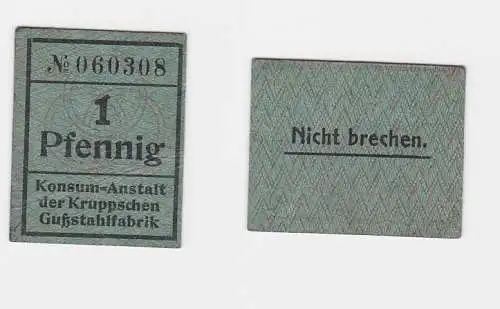 № 060308
1
Pfennig
Konsum-Anstalt
der Kruppschen
Gußstahlfabrik
Nicht brechen.